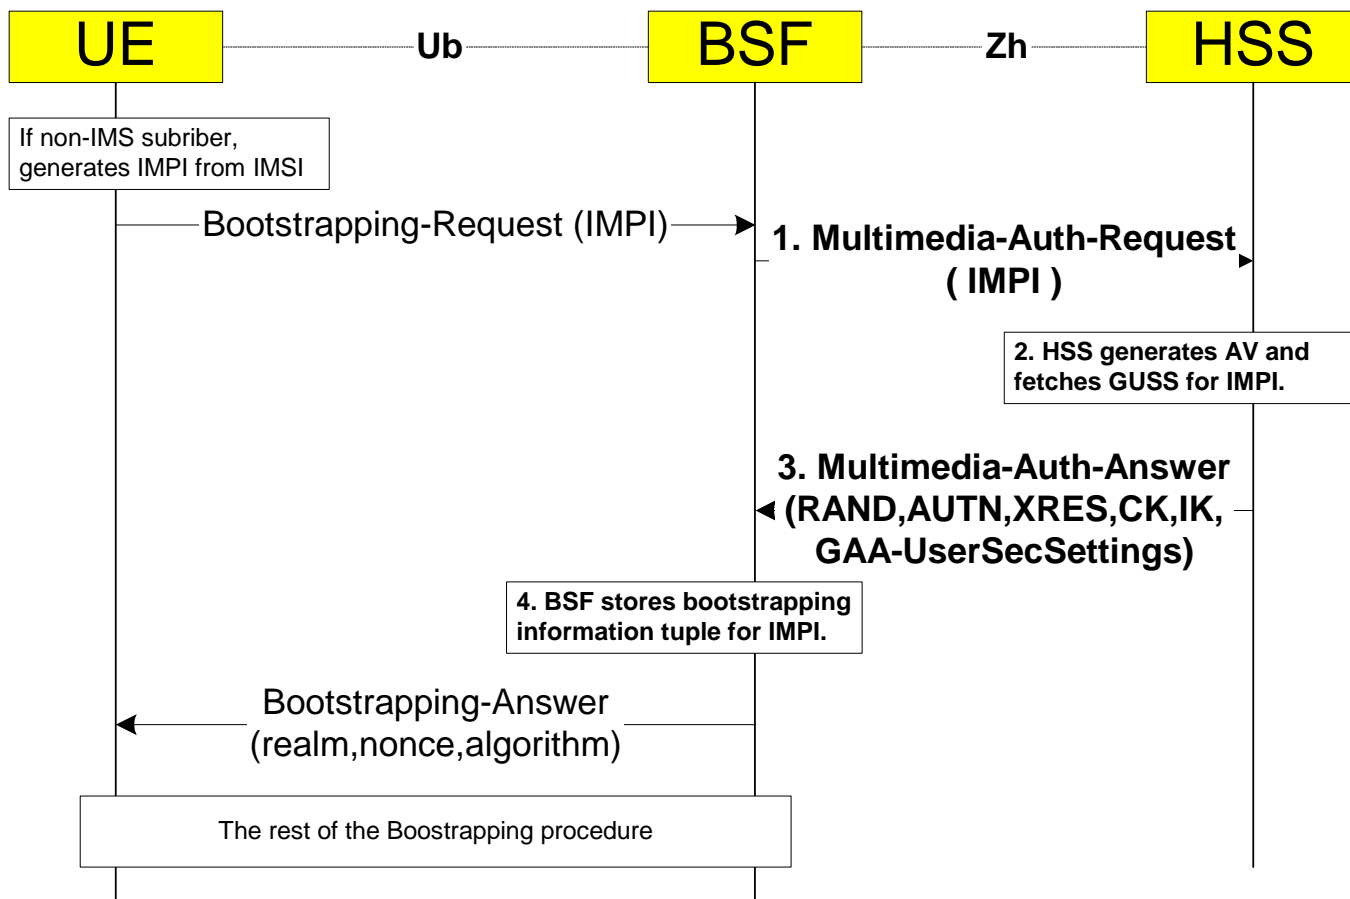 UE
Ub
BSF
Zh
HSS
If non-IMS subriber,
generates IMPI from IMSI
Bootstrapping-Request (IMPI)
1. Multimedia-Auth-Request
( IMPI )
2. HSS generates AV and
fetches GUSS for IMPI.
3. Multimedia-Auth-Answer
(RAND,AUTN,XRES,CK,IK,
GAA-UserSecSettings)
4. BSF stores bootstrapping
information tuple for IMPI.
Bootstrapping-Answer
(realm,nonce,algorithm)
The rest of the Boostrapping procedure